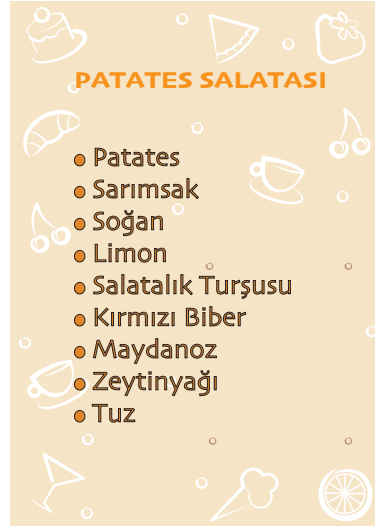 PATATES SALATASI
Patates
Sarımsak
Soğan
Limon
Salatalık Turşusu
Kırmızı Biber
Maydanoz
Zeytinyağı
Tuz